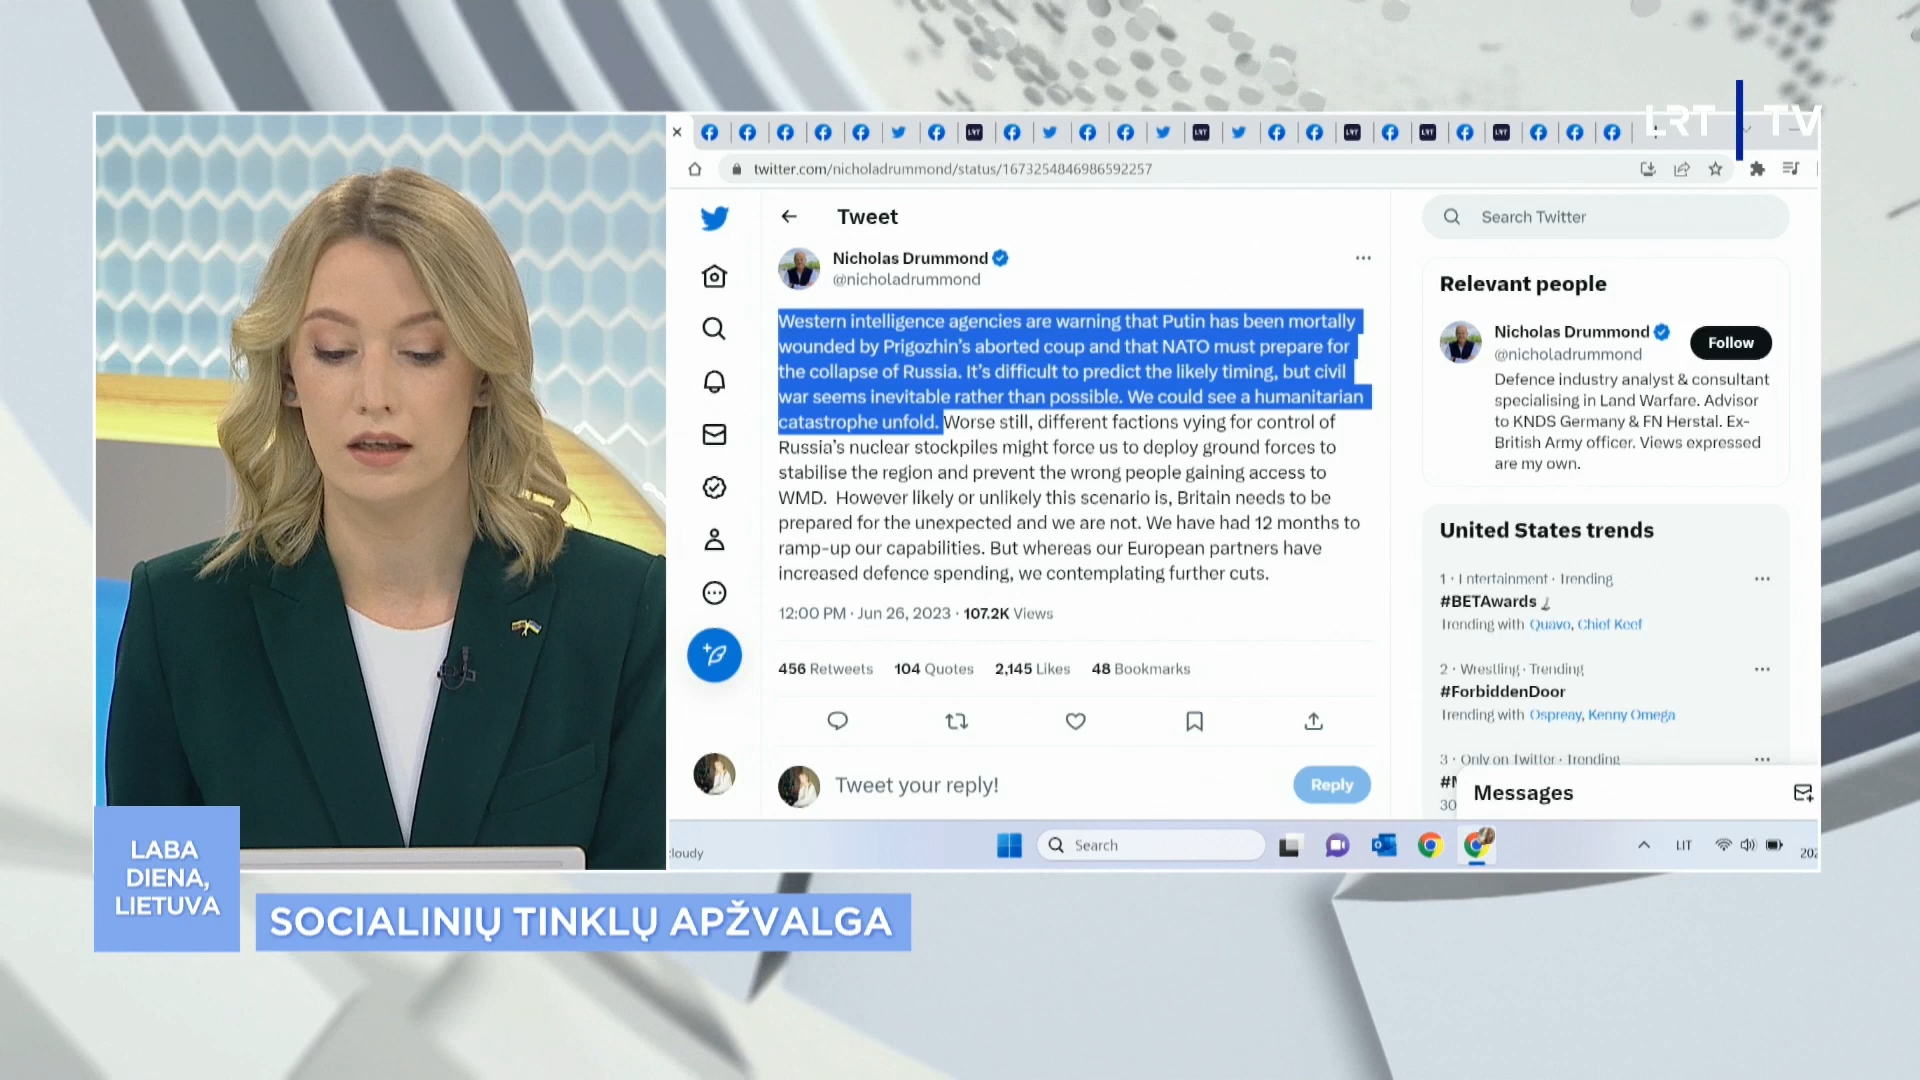 LRT TV
twitter.com/nicholadrummond/status/1673254846986592257
Tweet
Search Twitter
Nicholas Drummond
@nicholadrummond
Western intelligence agencies are warning that Putin has been mortally
wounded by Prigozhin's aborted coup and that NATO must prepare for
the collapse of Russia. It's difficult to predict the likely timing, but civil
war seems inevitable rather than possible. We could see a humanitarian
catastrophe unfold. Worse still, different factions vying for control of
Russia's nuclear stockpiles might force us to deploy ground forces to
stabilise the region and prevent the wrong people gaining access to
WMD. However likely or unlikely this scenario is, Britain needs to be
prepared for the unexpected and we are not. We have had 12 months to
ramp-up our capabilities. But whereas our European partners have
increased defence spending, we contemplating further cuts.
12:00 PM · Jun 26, 2023 · 107.2K Views
456 Retweets 104 Quotes 2,145 Likes 48 Bookmarks
Tweet your reply!
Reply
Relevant people
Nicholas Drummond
@nicholadrummond
Follow
Defence industry analyst & consultant
specialising in Land Warfare. Advisor
to KNDS Germany & FN Herstal. Ex-
British Army officer. Views expressed
are my own.
United States trends
1 · Entertainment · Trending
#BETAwards
Trending with Quavo, Chief Keef
2 · Wrestling · Trending
#ForbiddenDoor
Trending with Ospreay, Kenny Omega
3 · Only on Twitter · Trending
Messages
loudy
Search
LIT
LABA
DIENA,
LIETUVA
SOCIALINIŲ TINKLŲ APŽVALGA